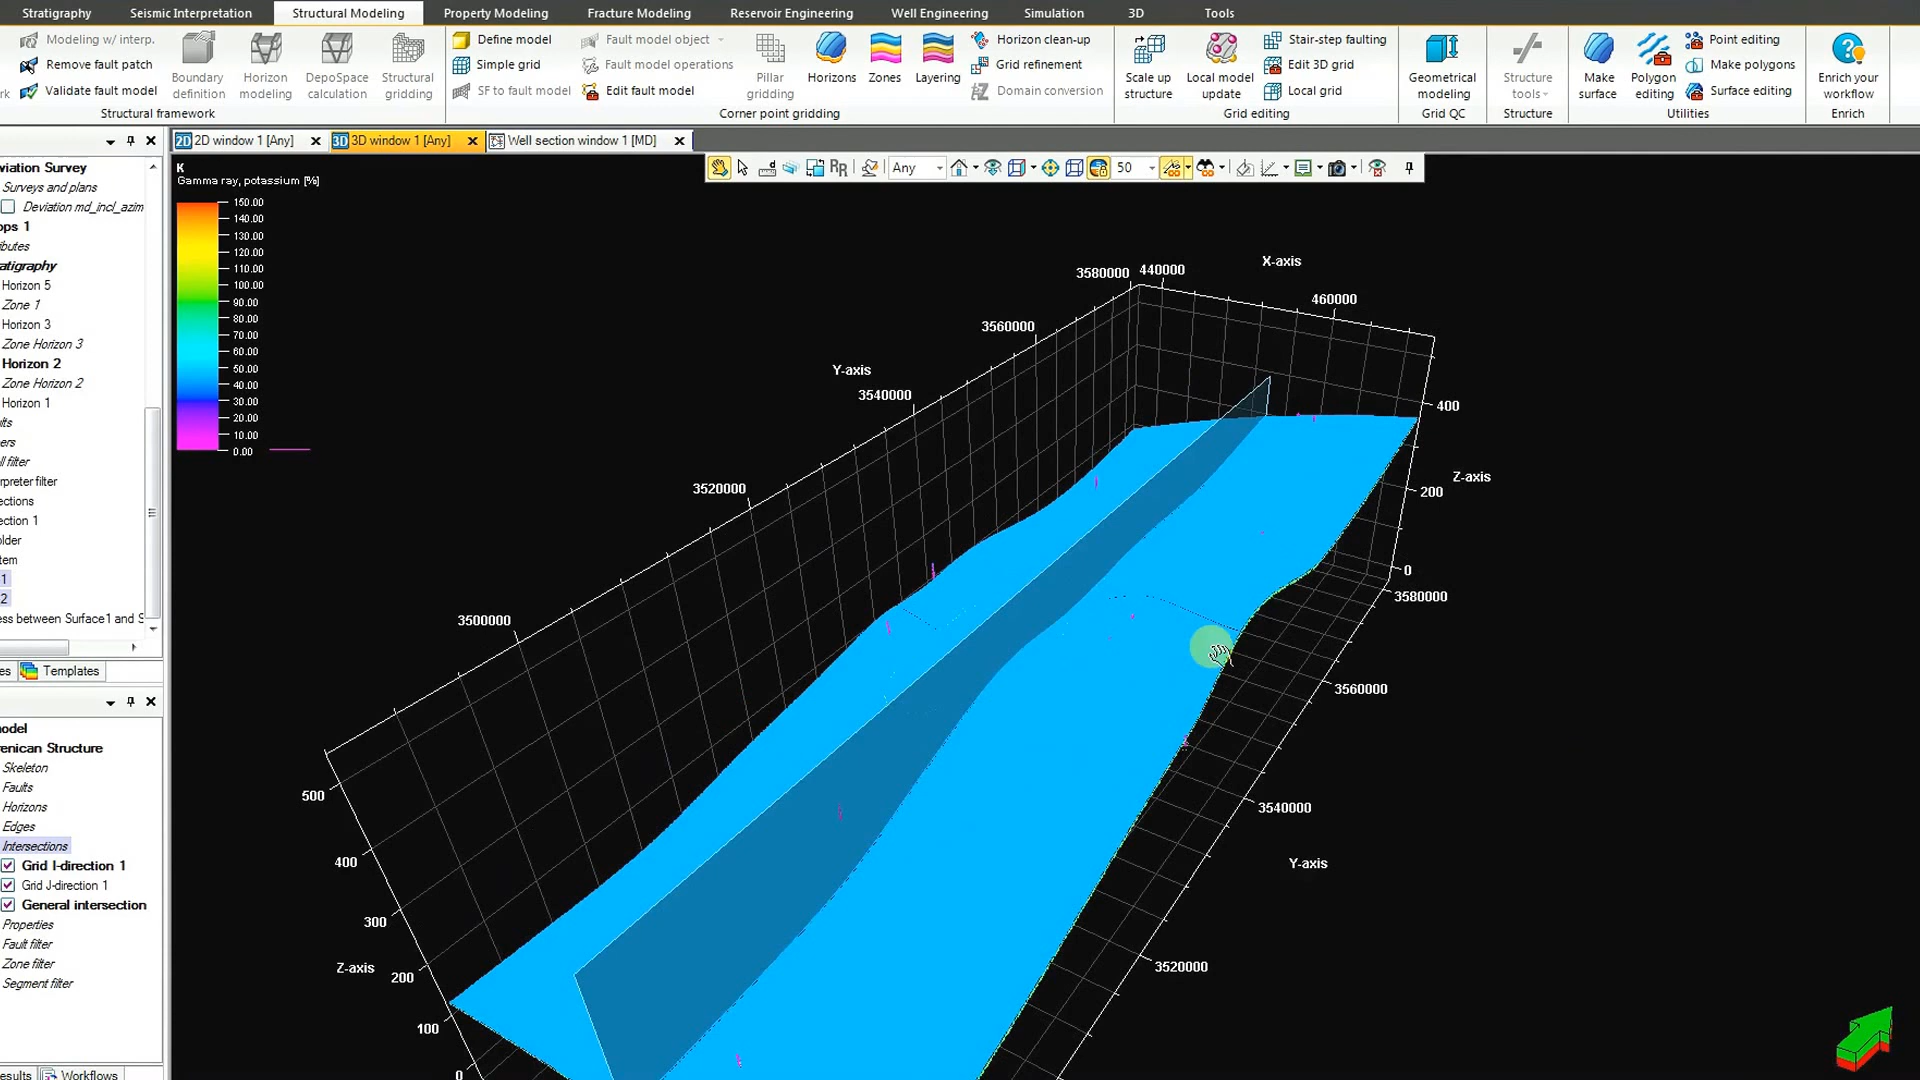 Stratigraphy Seismic Interpretation Structural Modeling Property Modeling Fracture Modeling Reservoir Engineering Well Engineering Simulation 3D Tools
Modeling w/ interp.
Remove fault patch
Validate fault model
Boundary definition
Horizon modeling
DepoSpace calculation
Structural gridding
Structural framework
Define model
Simple grid
SF to fault model
Fault model object
Fault model operations
Edit fault model
Pillar gridding
Horizons
Zones
Layering
Horizon clean-up
Grid refinement
Domain conversion
Corner point gridding
Scale up structure
Local model update
Stair-step faulting
Edit 3D grid
Local grid
Grid editing
Geometrical modeling
Grid QC
Structure tools
Structure
Make surface
Polygon editing
Point editing
Make polygons
Surface editing
Utilities
Enrich your workflow
Enrich
2D 2D window 1 [Any]
3D 3D window 1 [Any]
Well section window 1 [MD]
Any
50
viation Survey
Surveys and plans
Deviation md_incl_azim
ops 1
ibutes
atigraphy
Horizon 5
Zone 1
Horizon 3
Zone Horizon 3
Horizon 2
Zone Horizon 2
Horizon 1
lts
ers
ll filter
rpreter filter
ections
ection 1
older
tem
1
2
ess between Surface1 and S
es
Templates
odel
enican Structure
Skeleton
Faults
Horizons
Edges
Intersections
Grid I-direction 1
Grid J-direction 1
General intersection
Properties
Fault filter
Zone filter
Segment filter
esults
Workflows
K
Gamma ray, potassium [%]
150.00
140.00
130.00
120.00
110.00
100.00
90.00
80.00
70.00
60.00
50.00
40.00
30.00
20.00
10.00
0.00
X-axis
3580000 440000
460000
3560000
Y-axis
3540000
3520000
3500000
400
Z-axis
200
0
3580000
3560000
3540000
Y-axis
3520000
500
400
300
Z-axis
200
100
0